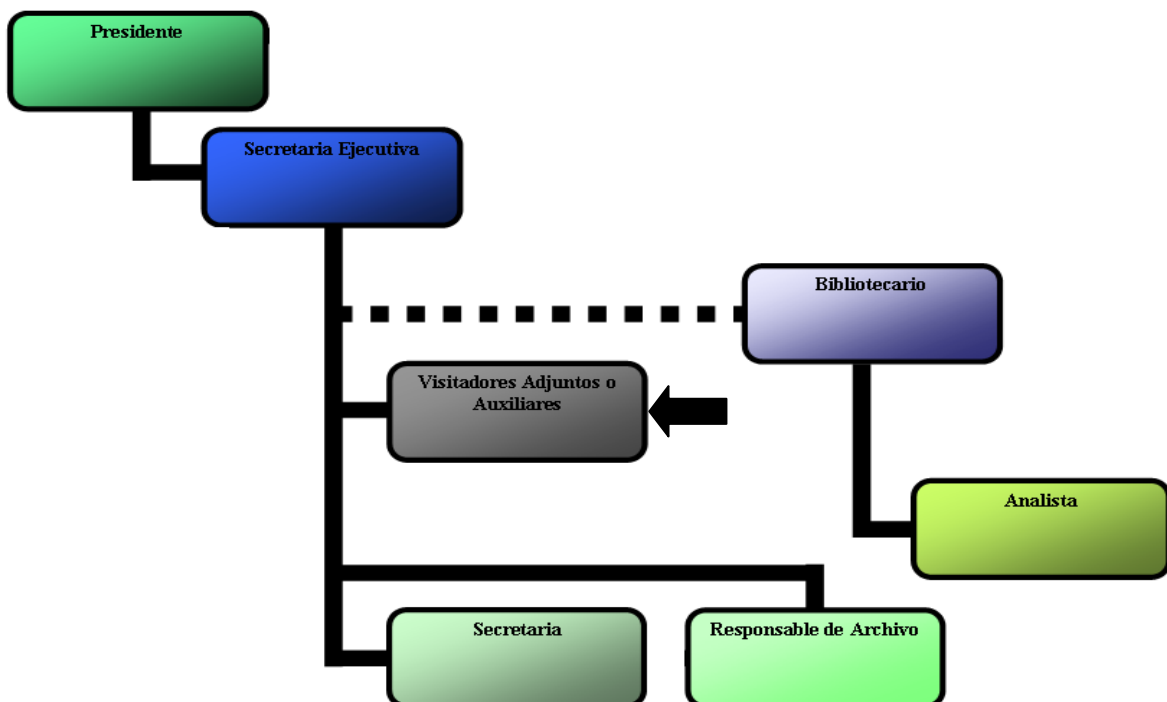 Presidente
Secretaria Ejecutiva
Bibliotecario
Visitadores Adjuntos o
Auxiliares
Analista
Secretaria
Responsable de Archivo